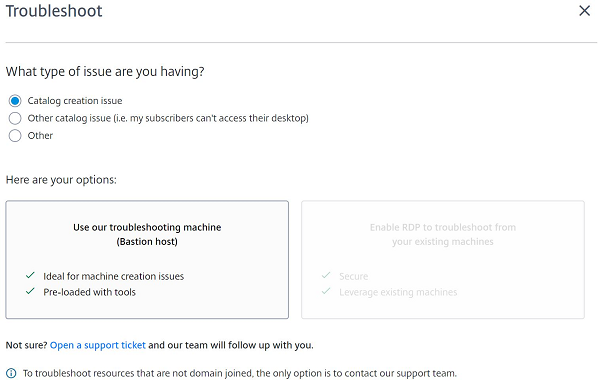 Troubleshoot
What type of issue are you having?
Catalog creation issue
Other catalog issue (i.e. my subscribers can't access their desktop)
Other
Here are your options:
Use our troubleshooting machine
(Bastion host)
Ideal for machine creation issues
Pre-loaded with tools
Enable RDP to troubleshoot from
your existing machines
Secure
Leverage existing machines
Not sure? Open a support ticket and our team will follow up with you.
To troubleshoot resources that are not domain joined, the only option is to contact our support team.